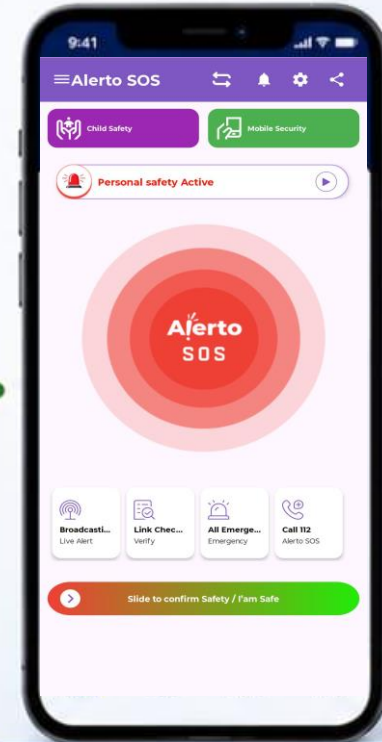 9:41
Alerto SOS
Child Safety
Mobile Security
Personal safety Active
Alerto
SOS
Broadcasti...
Live Alert
Link Chec...
Verify
All Emerge...
Emergency
Call 112
Alerto SOS
Slide to confirm Safety / I'am Safe